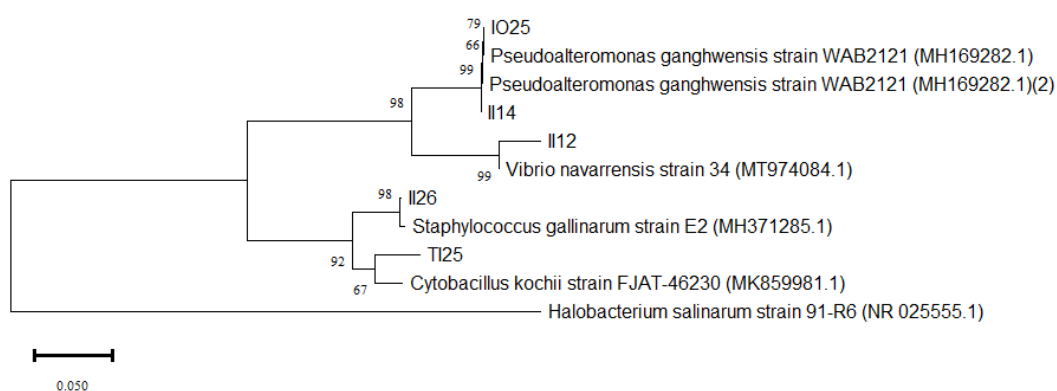 79
IO25
66
Pseudoalteromonas ganghwensis strain WAB2121 (MH169282.1)
99
Pseudoalteromonas ganghwensis strain WAB2121 (MH169282.1)(2)
98
II14
II12
99
Vibrio navarrensis strain 34 (MT974084.1)
98
II26
Staphylococcus gallinarum strain E2 (MH371285.1)
92
TI25
67
Cytobacillus kochii strain FJAT-46230 (MK859981.1)
Halobacterium salinarum strain 91-R6 (NR 025555.1)
0.050